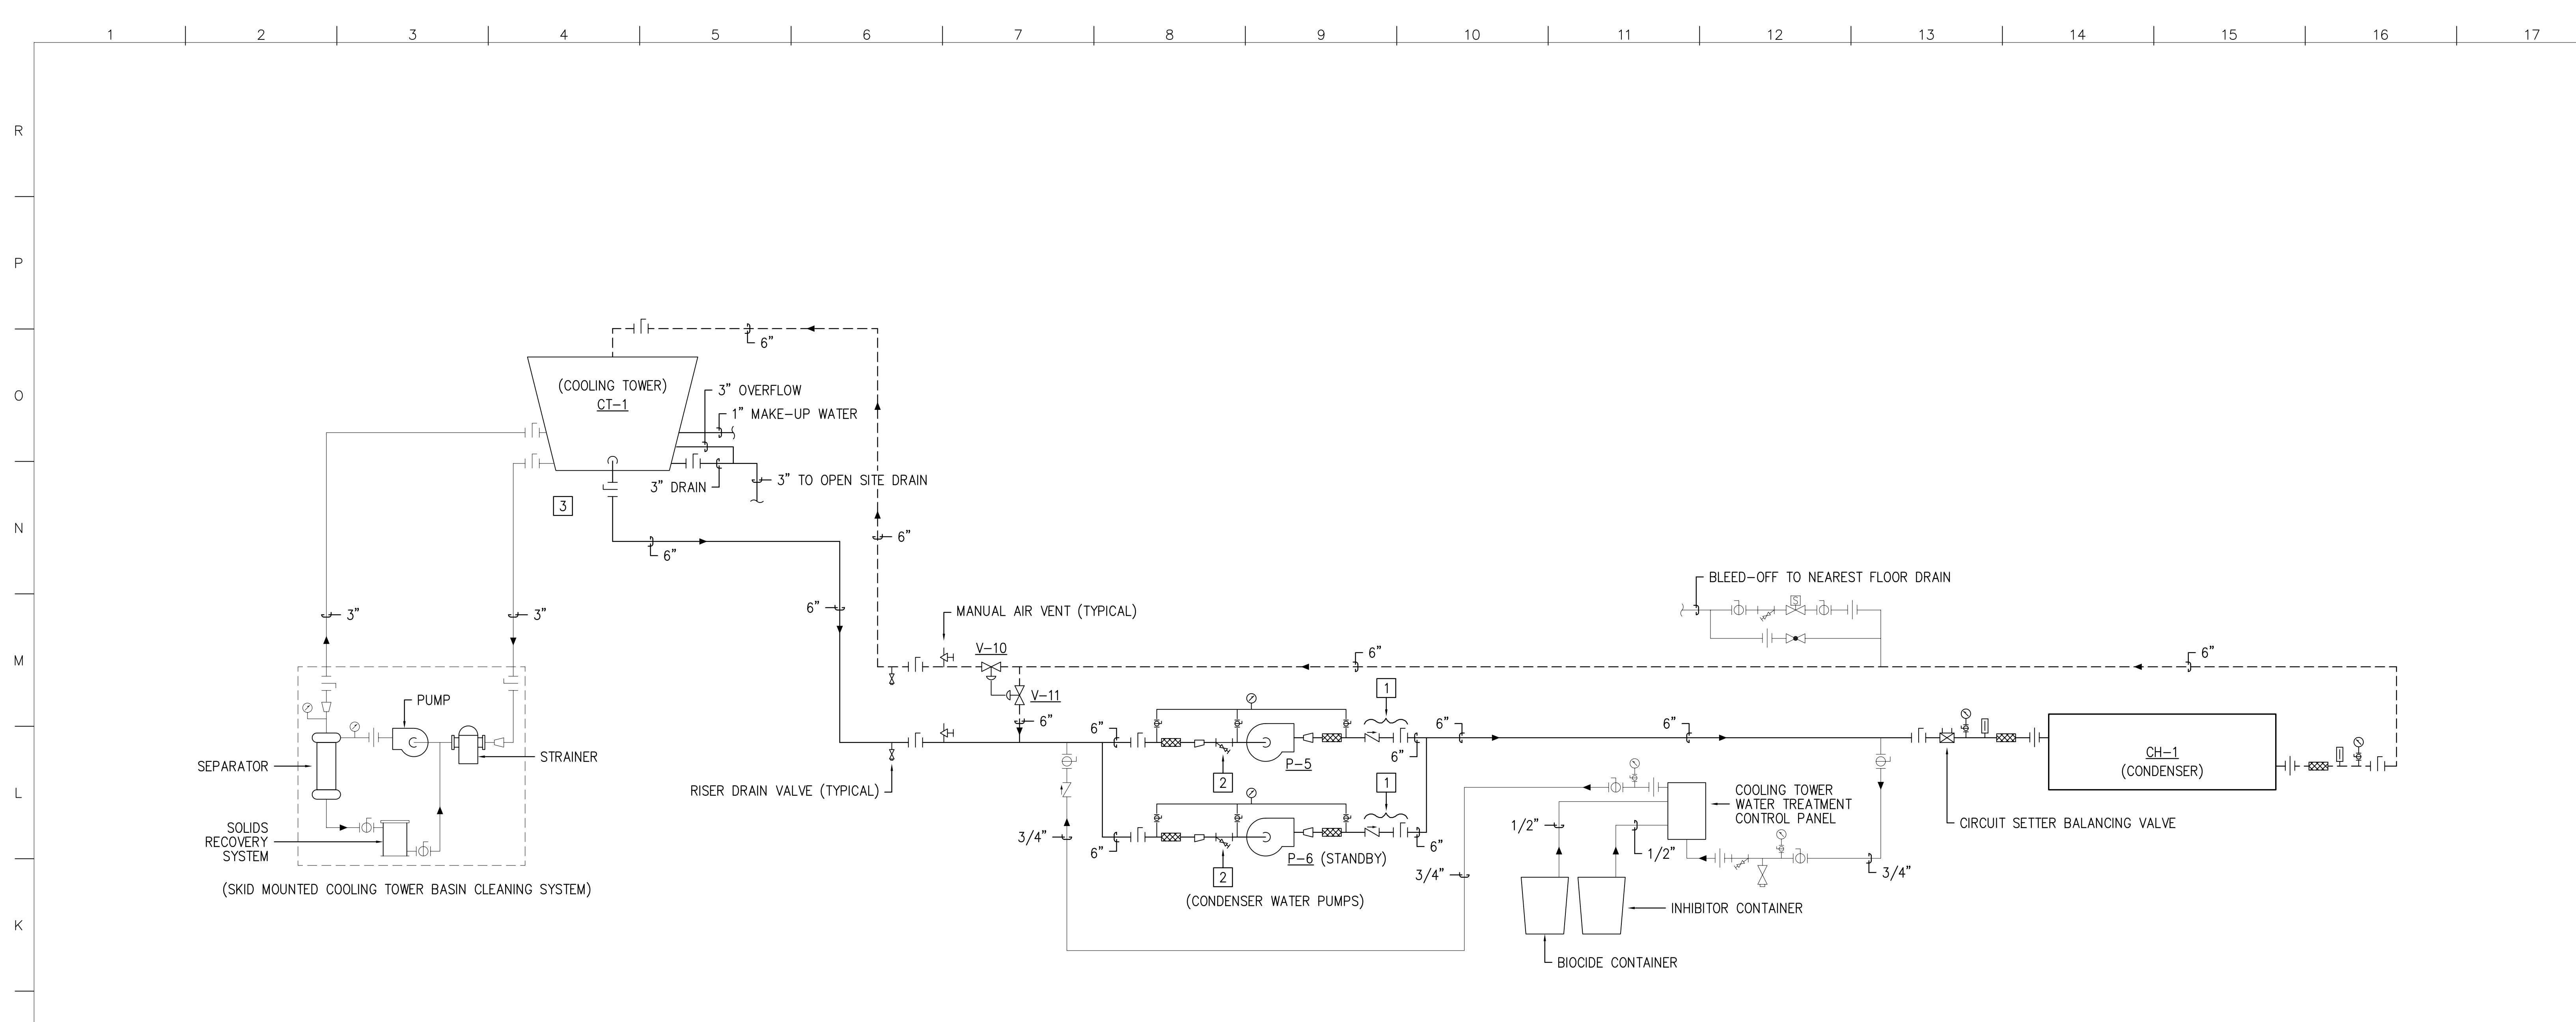 1 2 3 4 5 6 7 8 9 10 11 12 13 14 15 16 17
R
P
O
N
M
L
K
6”
(COOLING TOWER)
CT-1
3” OVERFLOW
1” MAKE-UP WATER
3” DRAIN
3” TO OPEN SITE DRAIN
3
6”
6”
BLEED-OFF TO NEAREST FLOOR DRAIN
S
3”
3”
6”
MANUAL AIR VENT (TYPICAL)
V-10
6”
6”
V-11
6”
1
PUMP
STRAINER
SEPARATOR
SOLIDS
RECOVERY
SYSTEM
(SKID MOUNTED COOLING TOWER BASIN CLEANING SYSTEM)
RISER DRAIN VALVE (TYPICAL)
6”
2
P-5
6”
6”
6”
1
3/4”
6”
2
P-6 (STANDBY)
6”
(CONDENSER WATER PUMPS)
3/4”
1/2”
1/2”
COOLING TOWER
WATER TREATMENT
CONTROL PANEL
3/4”
INHIBITOR CONTAINER
BIOCIDE CONTAINER
CH-1
(CONDENSER)
CIRCUIT SETTER BALANCING VALVE